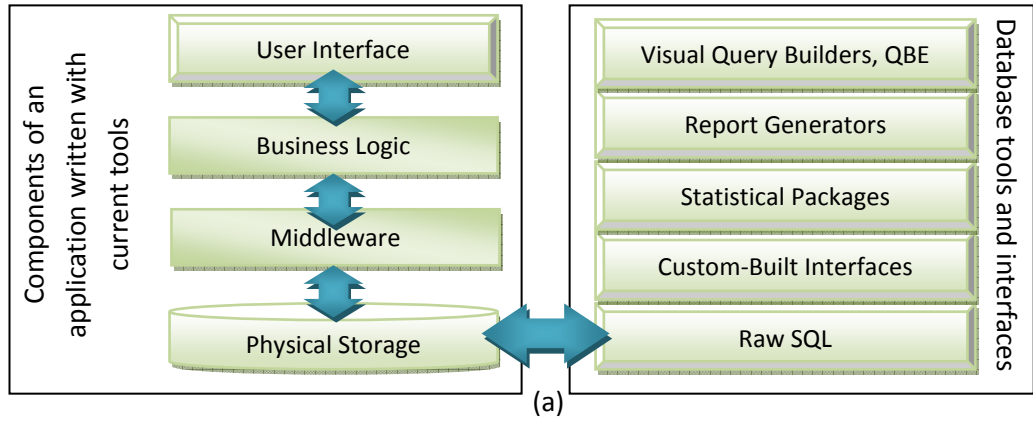 Components of an
application written with
current tools
User Interface
Business Logic
Middleware
Physical Storage
Visual Query Builders, QBE
Report Generators
Statistical Packages
Custom-Built Interfaces
Raw SQL
Database tools and interfaces
(a)